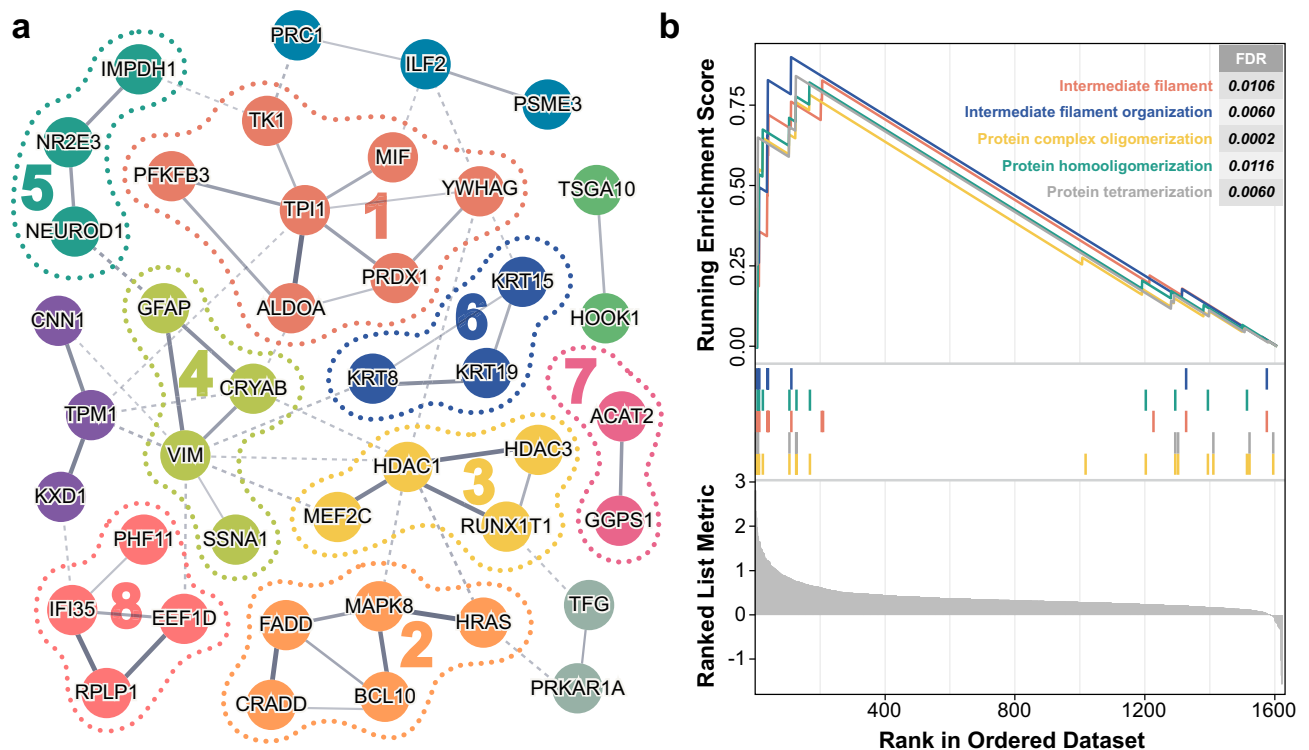 a
PRC1
ILF2
PSME3
IMPDH1
NR2E3
5
NEUROD1
TK1
MIF
PFKFB3
YWHAG
TPI1
1
PRDX1
ALDOA
TSGA10
HOOK1
GFAP
4
CRYAB
VIM
SSNA1
CNN1
TPM1
KXD1
KRT15
6
KRT8
KRT19
7
ACAT2
GGPS1
HDAC1
HDAC3
3
MEF2C
RUNX1T1
PHF11
IFI35
8
EEF1D
RPLP1
MAPK8
FADD
HRAS
2
CRADD
BCL10
TFG
PRKAR1A
b
FDR
Intermediate filament 0.0106
Intermediate filament organization 0.0060
Protein complex oligomerization 0.0002
Protein homooligomerization 0.0116
Protein tetramerization 0.0060
Running Enrichment Score
0.75
0.50
0.25
0.00
Ranked List Metric
3
2
1
0
-1
400 800 1200 1600
Rank in Ordered Dataset